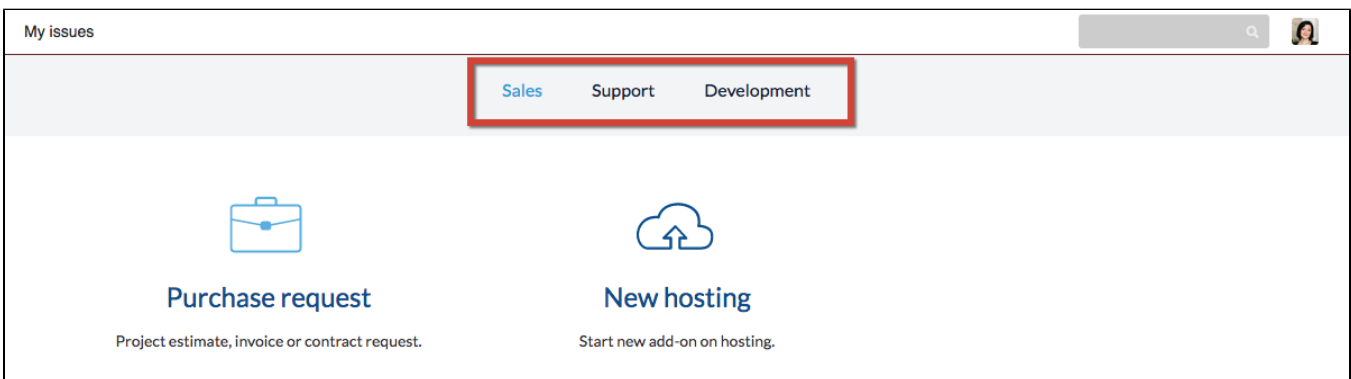 My issues
Sales Support Development
Purchase request
Project estimate, invoice or contract request.
New hosting
Start new add-on on hosting.